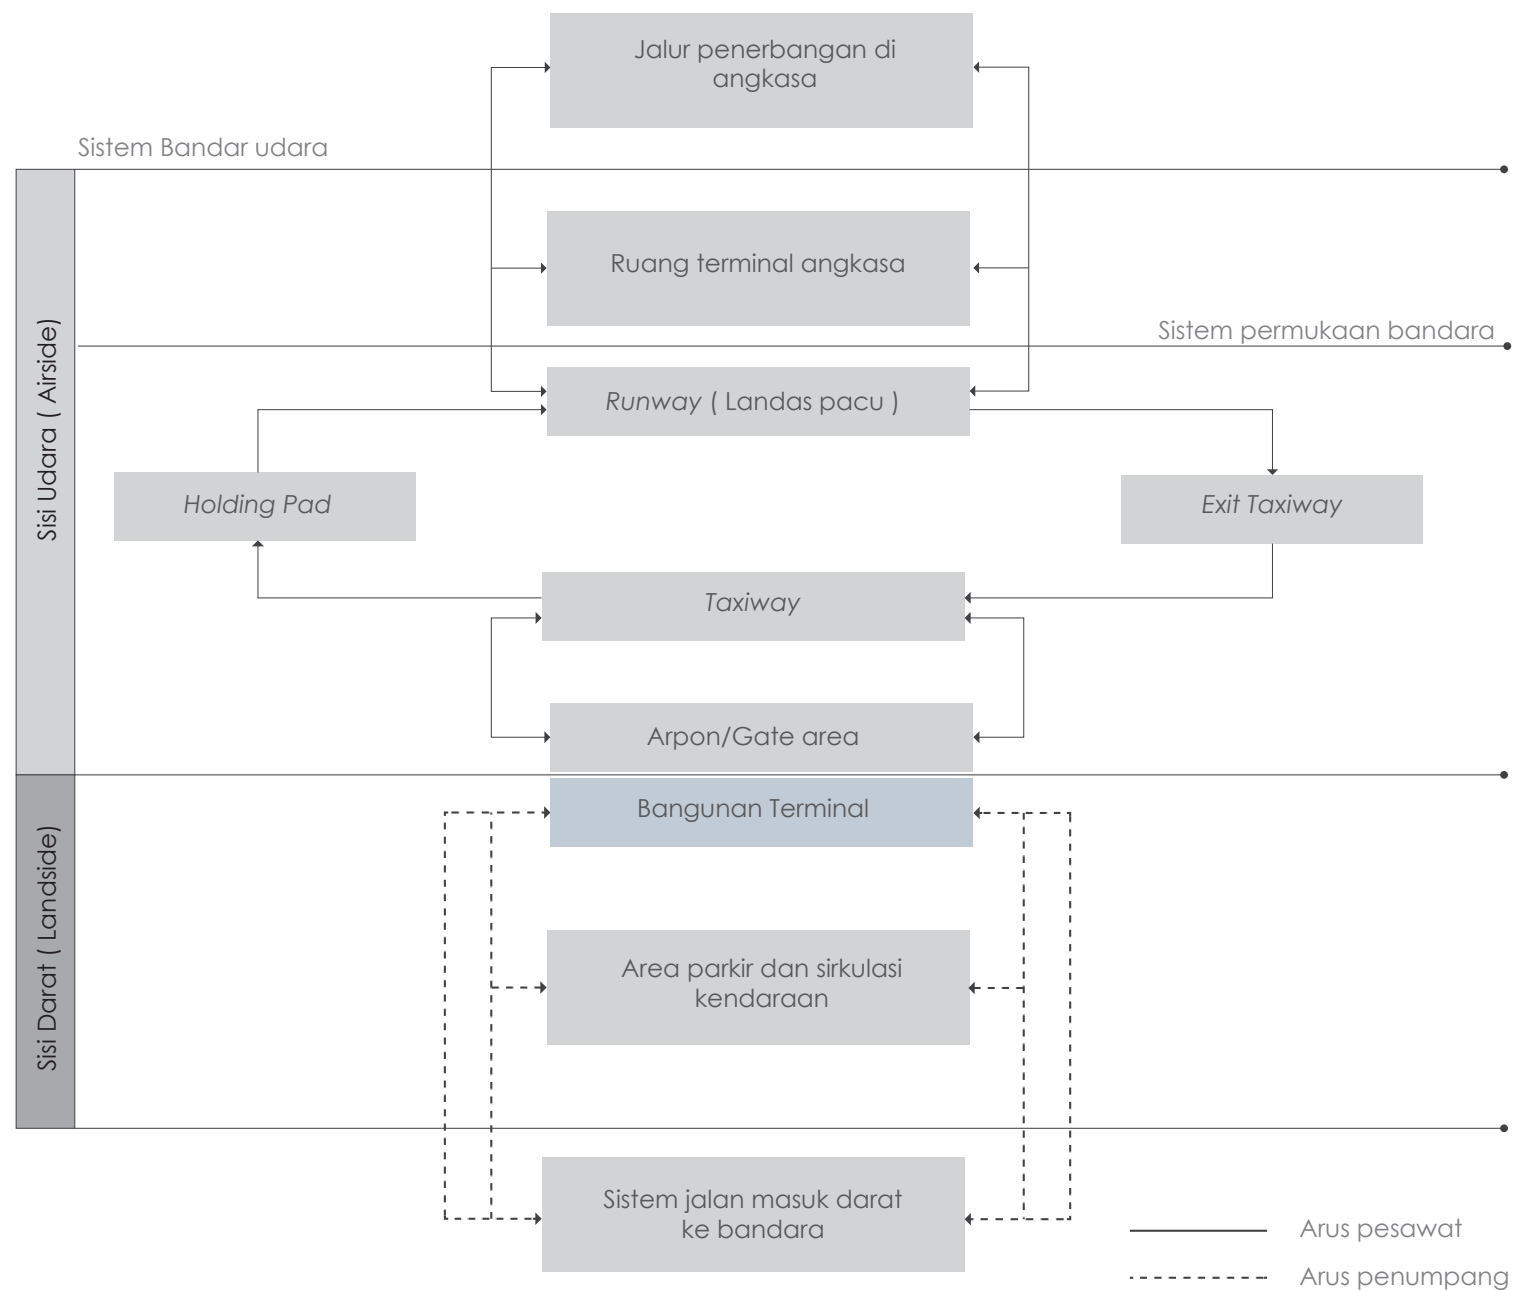 Jalur penerbangan di
angkasa
Sistem Bandar udara
Ruang terminal angkasa
Sistem permukaan bandara
Sisi Udara ( Airside)
Runway ( Landas pacu )
Holding Pad
Exit Taxiway
Taxiway
Arpon/Gate area
Bangunan Terminal
Sisi Darat ( Landside)
Area parkir dan sirkulasi
kendaraan
Sistem jalan masuk darat
ke bandara
Arus pesawat
Arus penumpang